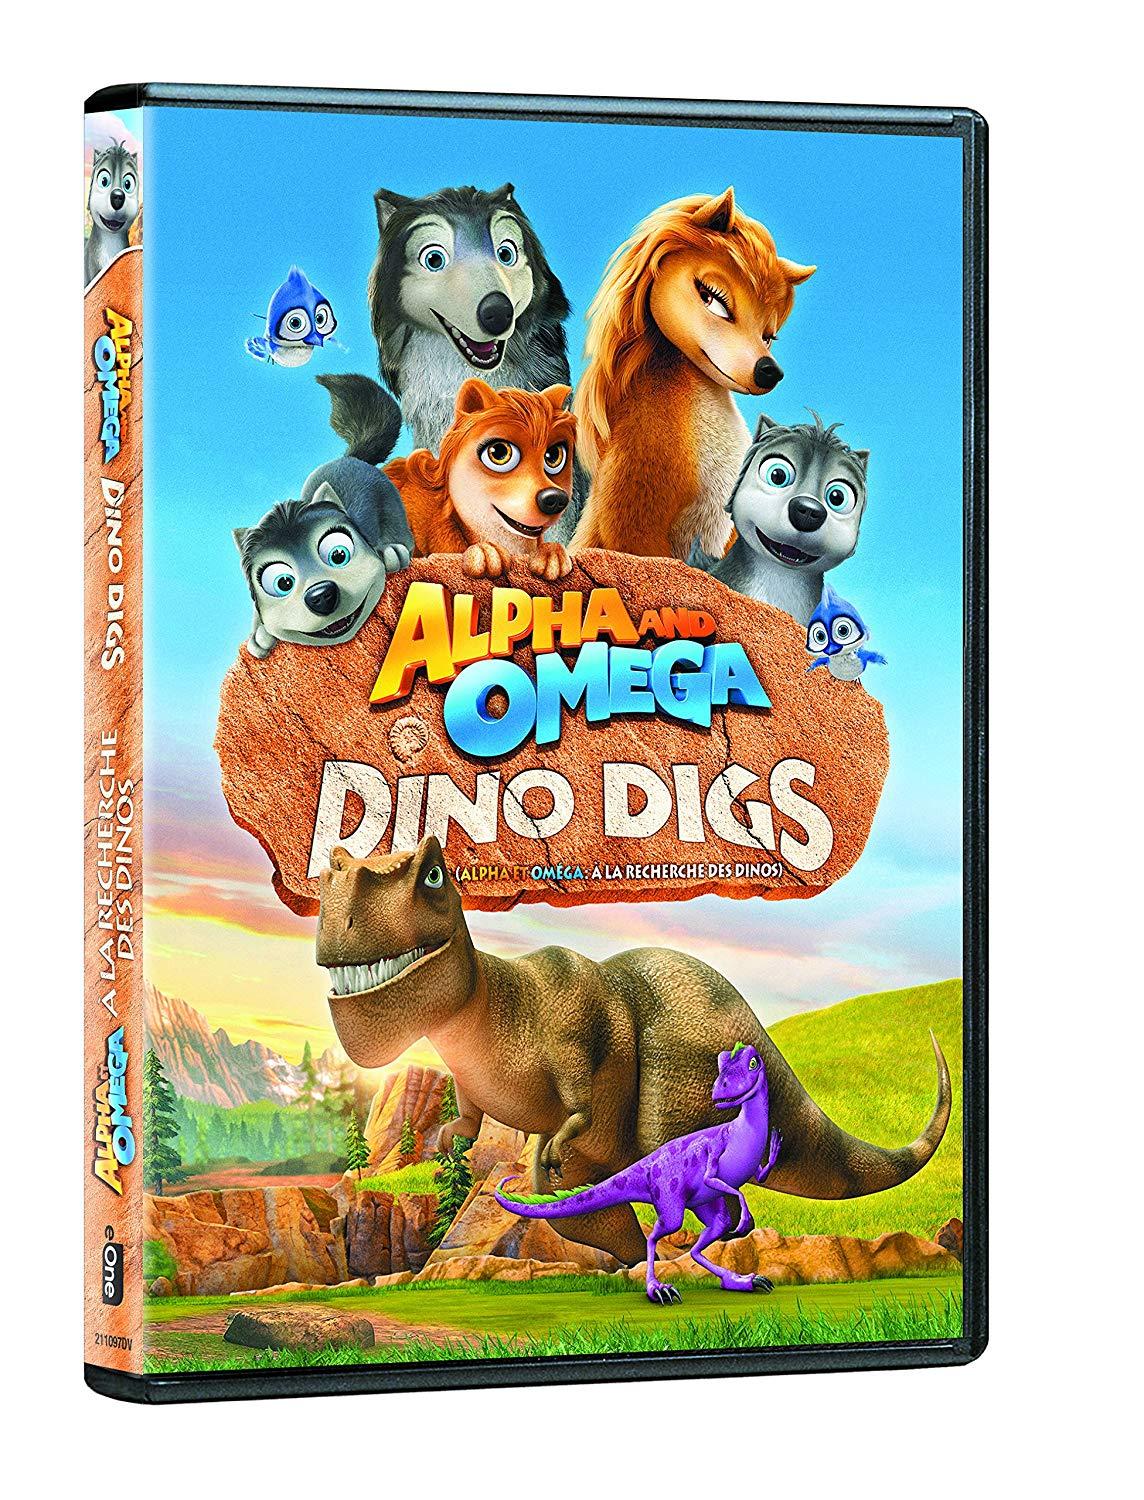 ALPHA AND
OMEGA
DINO DIGS
(ALPHA ET OMÉGA: À LA RECHERCHE DES DINOS)
ALPHA AND
OMEGA
DINO DIGS
À LA RECHERCHE
DES DINOS
ALPHA ET
OMÉGA
eOne
211097DV